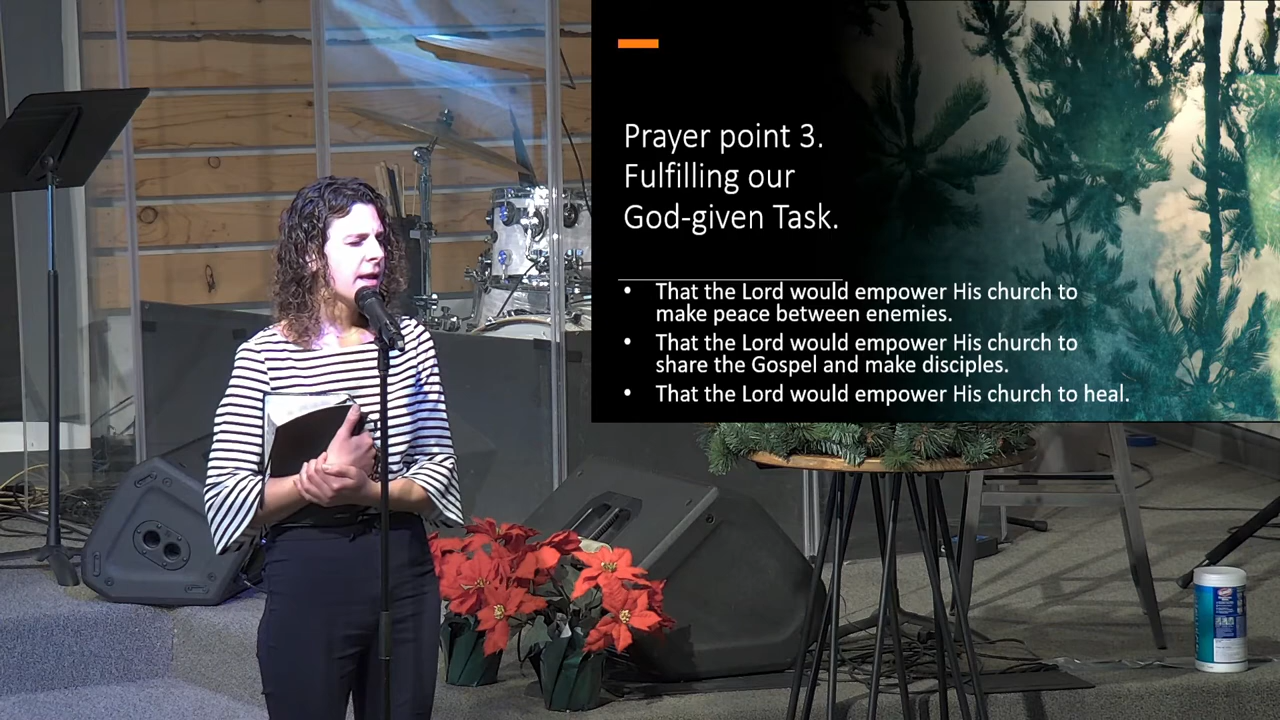 Prayer point 3.
Fulfilling our
God-given Task.
• That the Lord would empower His church to
make peace between enemies.
• That the Lord would empower His church to
share the Gospel and make disciples.
• That the Lord would empower His church to heal.